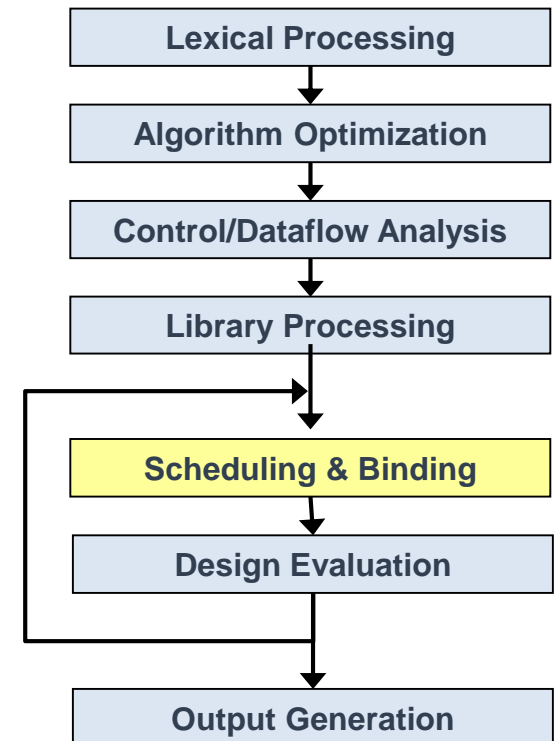 Lexical Processing
Algorithm Optimization
Control/Dataflow Analysis
Library Processing
Scheduling & Binding
Design Evaluation
Output Generation